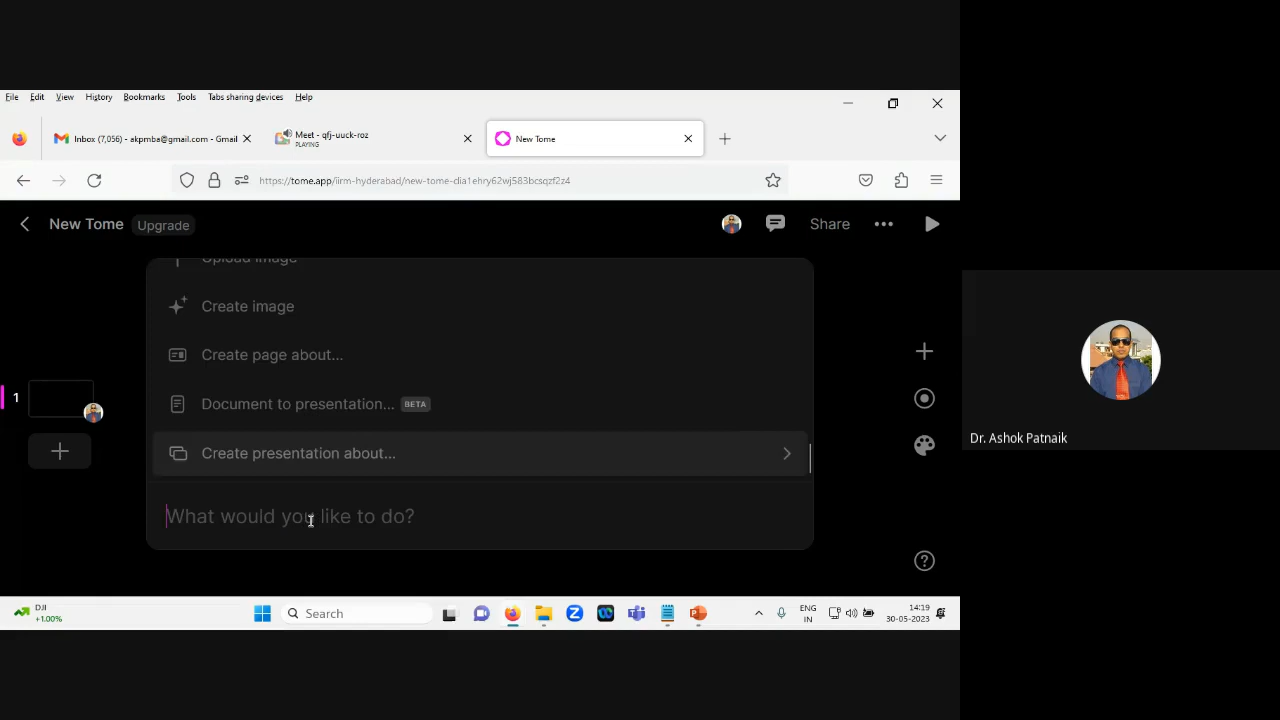 File Edit View History Bookmarks Tools Tabs sharing devices Help
Inbox (7,056) - akpmba@gmail.com - Gmail
Meet - qfj-uuck-roz
PLAYING
New Tome
https://tome.app/iirm-hyderabad/new-tome-clia1ehry62wj583bcsqzf2z4
New Tome Upgrade Share
Upload image
Create image
Create page about...
Document to presentation... BETA
1
Create presentation about...
What would you like to do?
Dr. Ashok Patnaik
DJI
+1.00%
Search
ENG
IN
14:19
30-05-2023